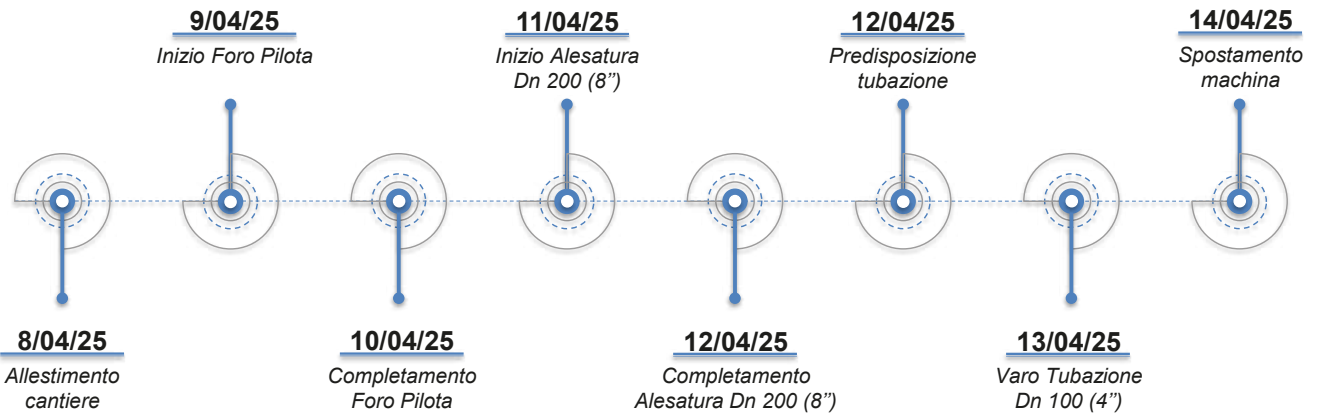 9/04/25
Inizio Foro Pilota
11/04/25
Inizio Alesatura
Dn 200 (8”)
12/04/25
Predisposizione
tubazione
14/04/25
Spostamento
machina
8/04/25
Allestimento
cantiere
10/04/25
Completamento
Foro Pilota
12/04/25
Completamento
Alesatura Dn 200 (8”)
13/04/25
Varo Tubazione
Dn 100 (4”)